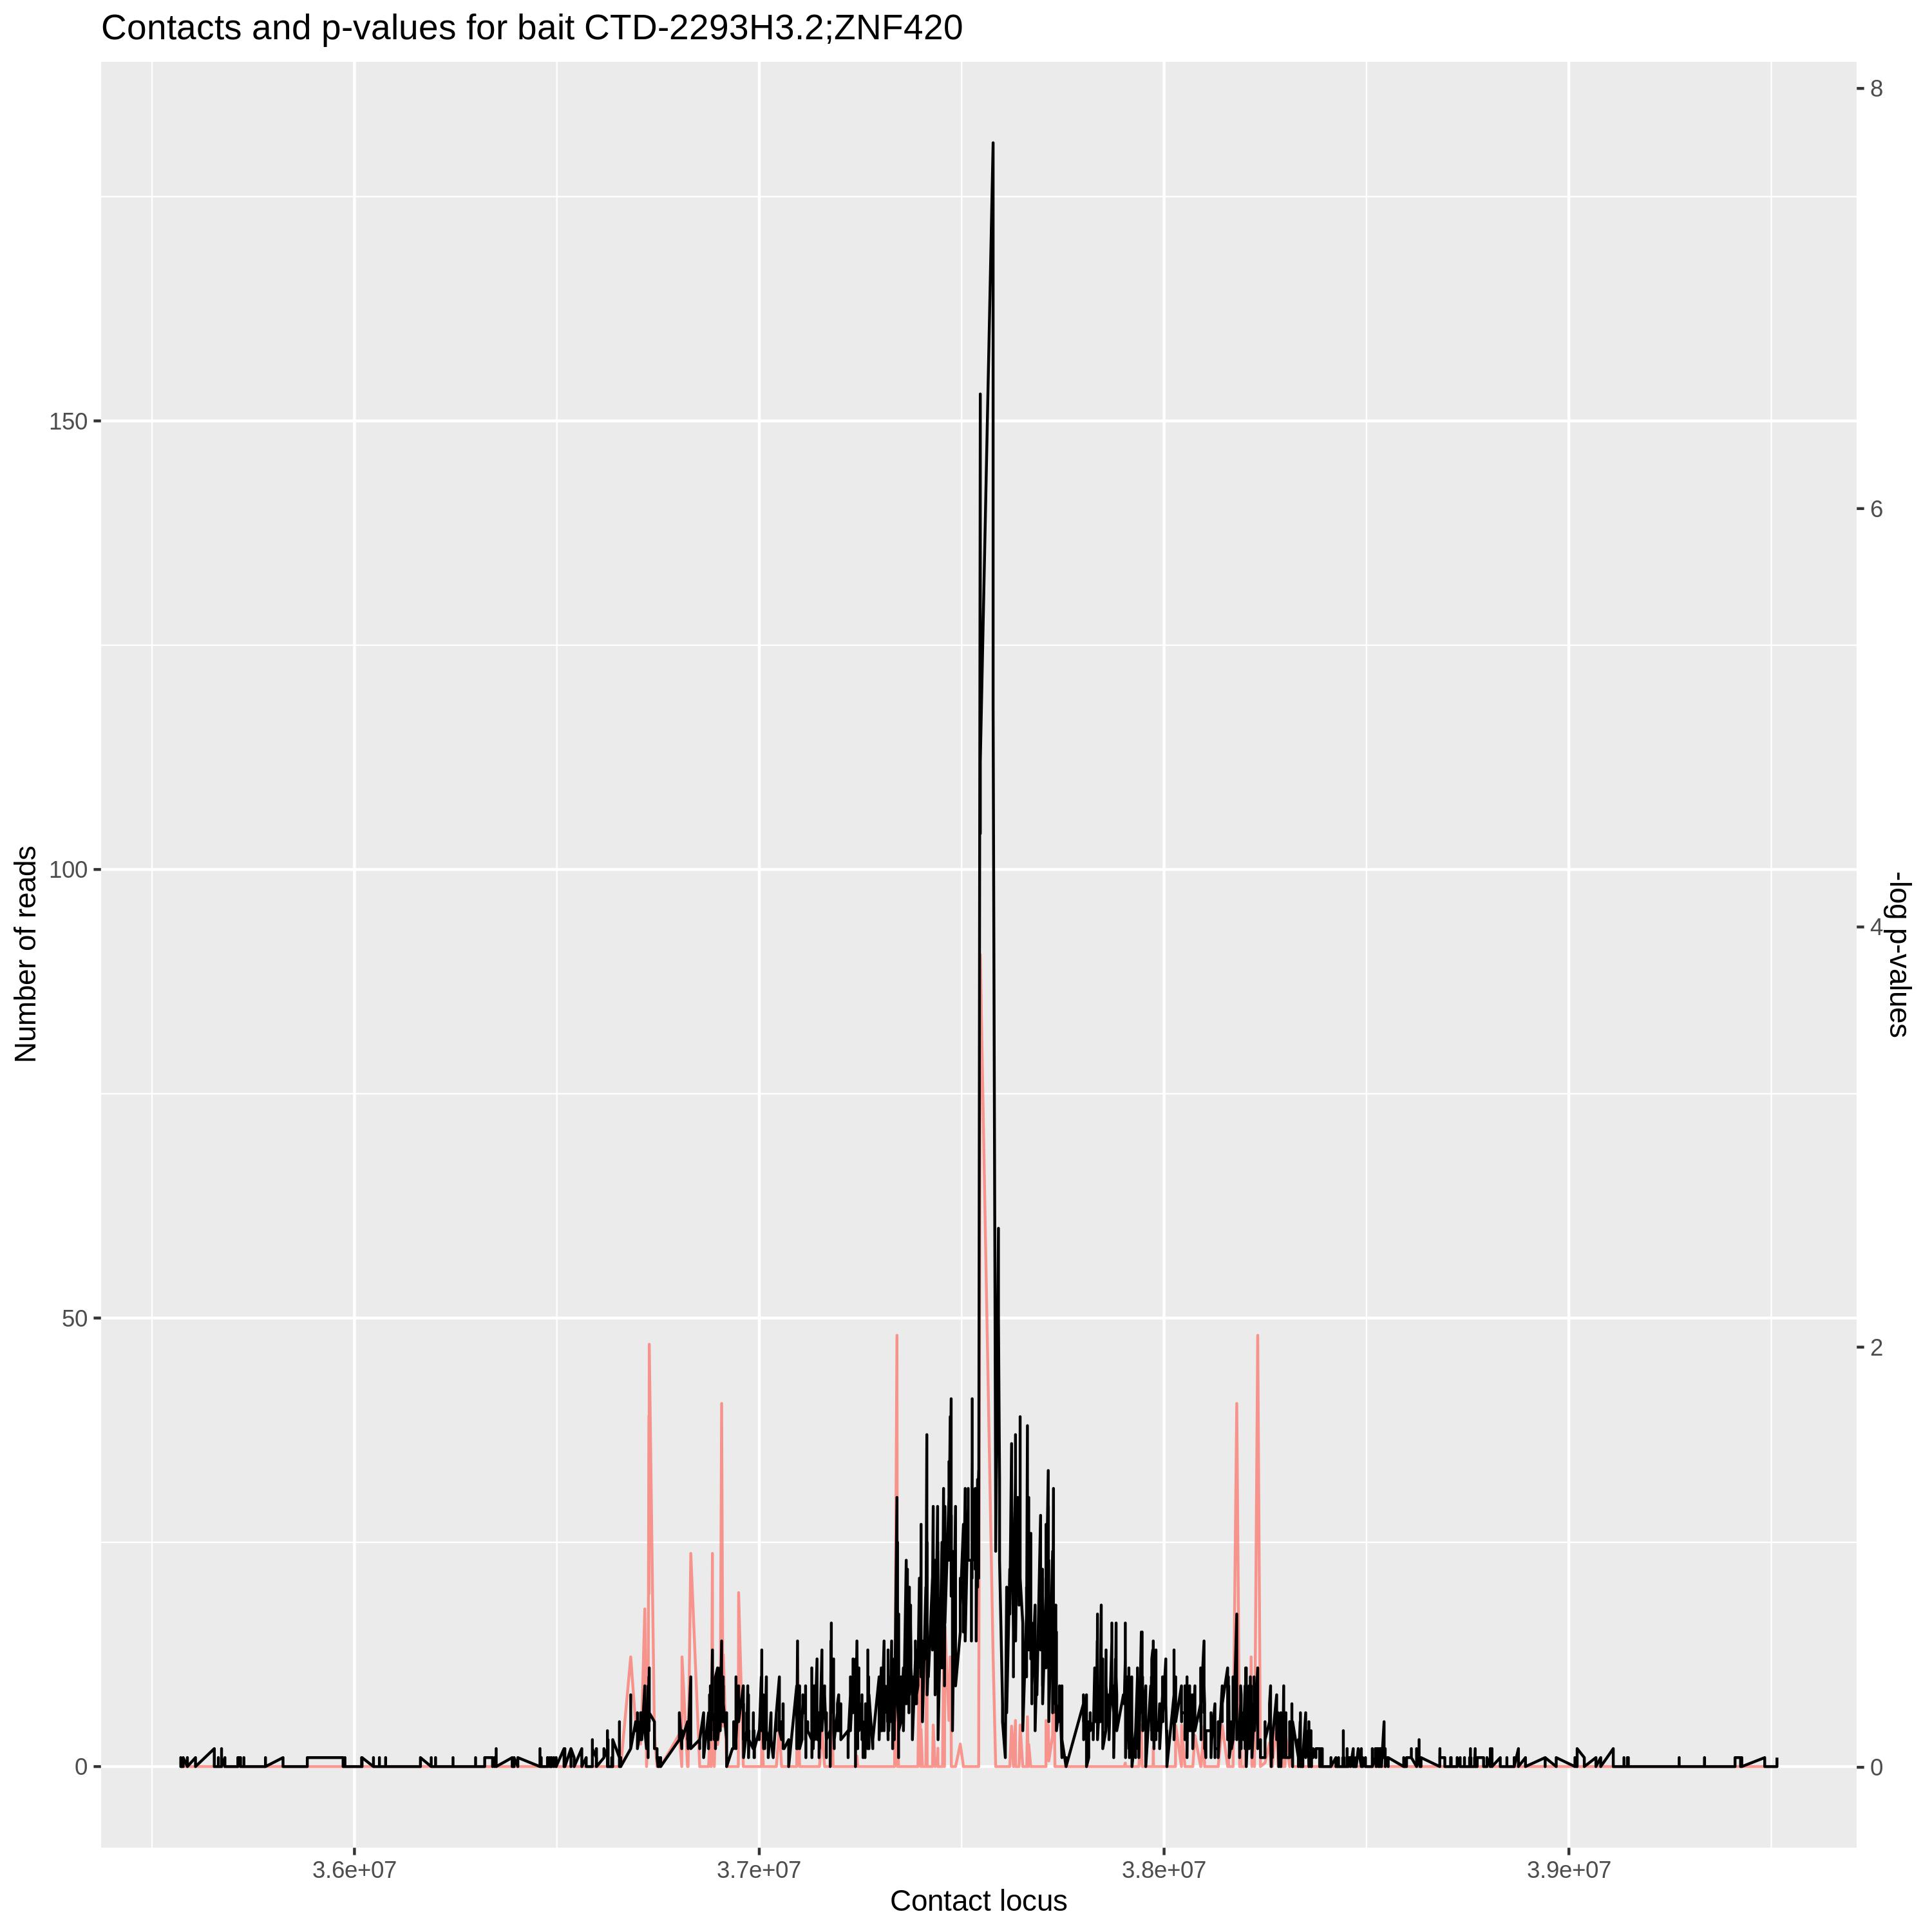 Contacts and p-values for bait CTD-2293H3.2;ZNF420
8
6
4
2
0
150
100
50
0
Number of reads
-log p-values
3.6e+07
3.7e+07
3.8e+07
3.9e+07
Contact locus